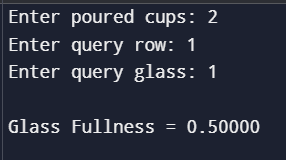 Enter poured cups: 2
Enter query row: 1
Enter query glass: 1
Glass Fullness = 0.50000